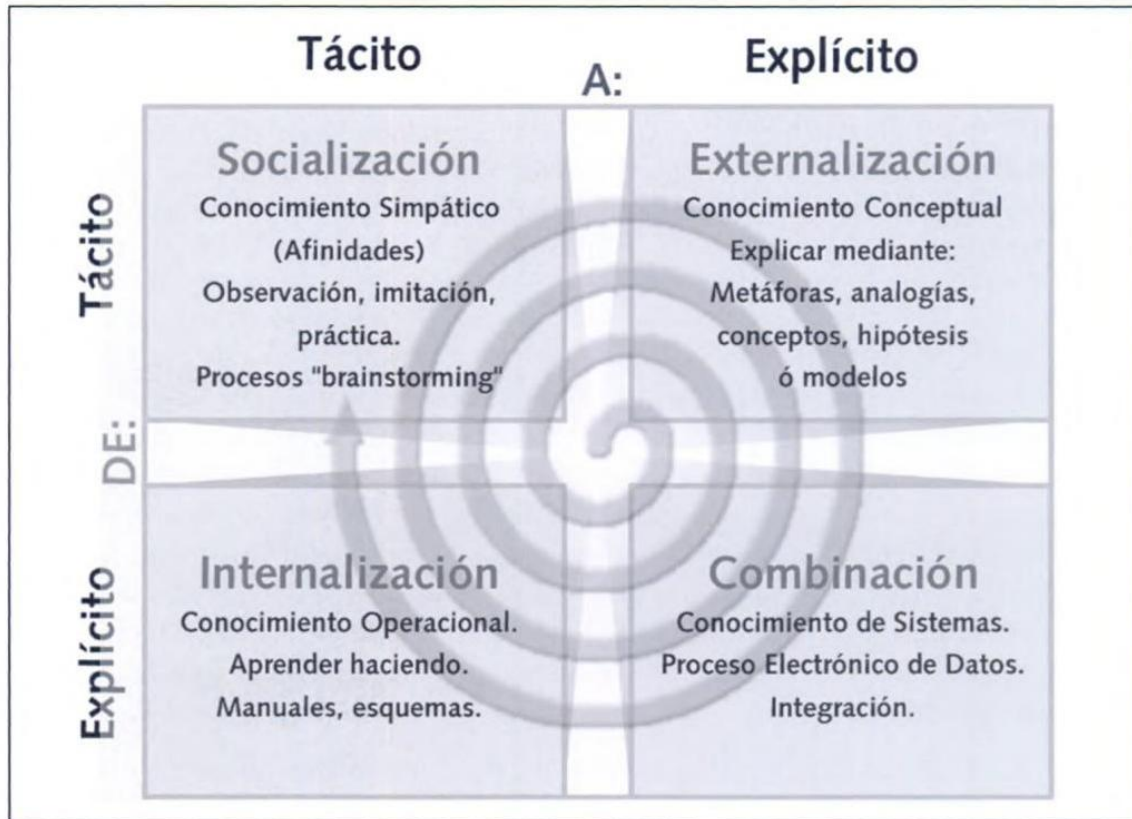 Tácito
A:
Explícito
Tácito
Socialización
Conocimiento Simpático
(Afinidades)
Observación, imitación,
práctica.
Procesos "brainstorming"
Externalización
Conocimiento Conceptual
Explicar mediante:
Metáforas, analogías,
conceptos, hipótesis
ó modelos
DE:
Explícito
Internalización
Conocimiento Operacional.
Aprender haciendo.
Manuales, esquemas.
Combinación
Conocimiento de Sistemas.
Proceso Electrónico de Datos.
Integración.